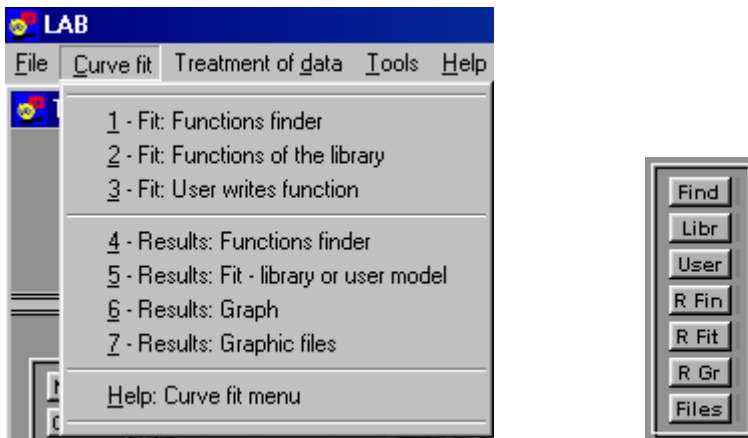 LAB
File Curve fit Treatment of data Tools Help
1 - Fit: Functions finder
2 - Fit: Functions of the library
3 - Fit: User writes function
4 - Results: Functions finder
5 - Results: Fit - library or user model
6 - Results: Graph
7 - Results: Graphic files
Help: Curve fit menu
Find
Libr
User
R Fin
R Fit
R Gr
Files